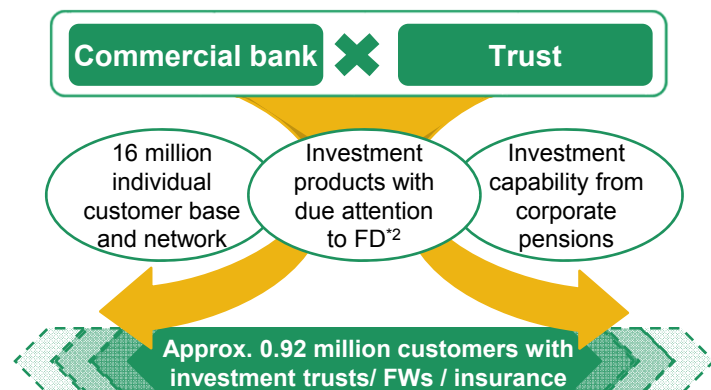 Commercial bank
Trust
16 million
individual
customer base
and network
Investment
products with
due attention
to FD*2
Investment
capability from
corporate
pensions
Approx. 0.92 million customers with
investment trusts/ FWs / insurance